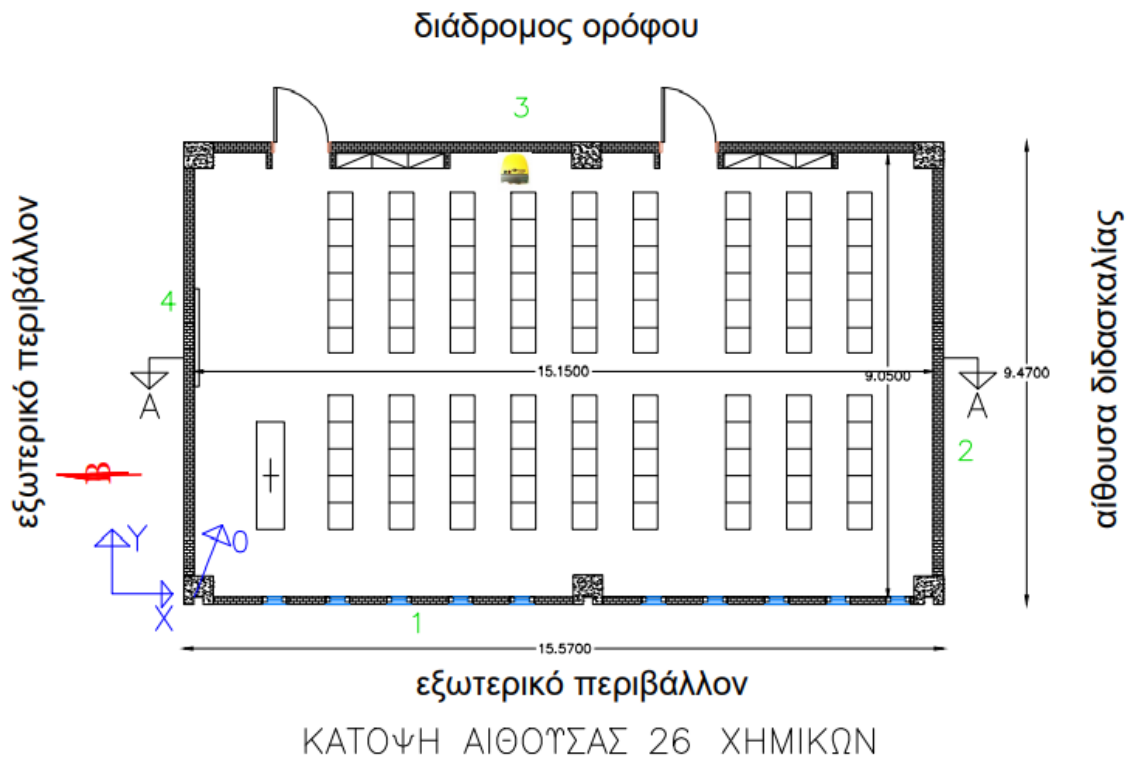 διάδρομος ορόφου
3
εξωτερικό περιβάλλον
4
αίθουσα διδασκαλίας
15.1500
9.0500
9.4700
A
A
2
B
Y
O
X
1
15.5700
εξωτερικό περιβάλλον
ΚΑΤΟΨΗ ΑΙΘΟΥΣΑΣ 26 ΧΗΜΙΚΩΝ